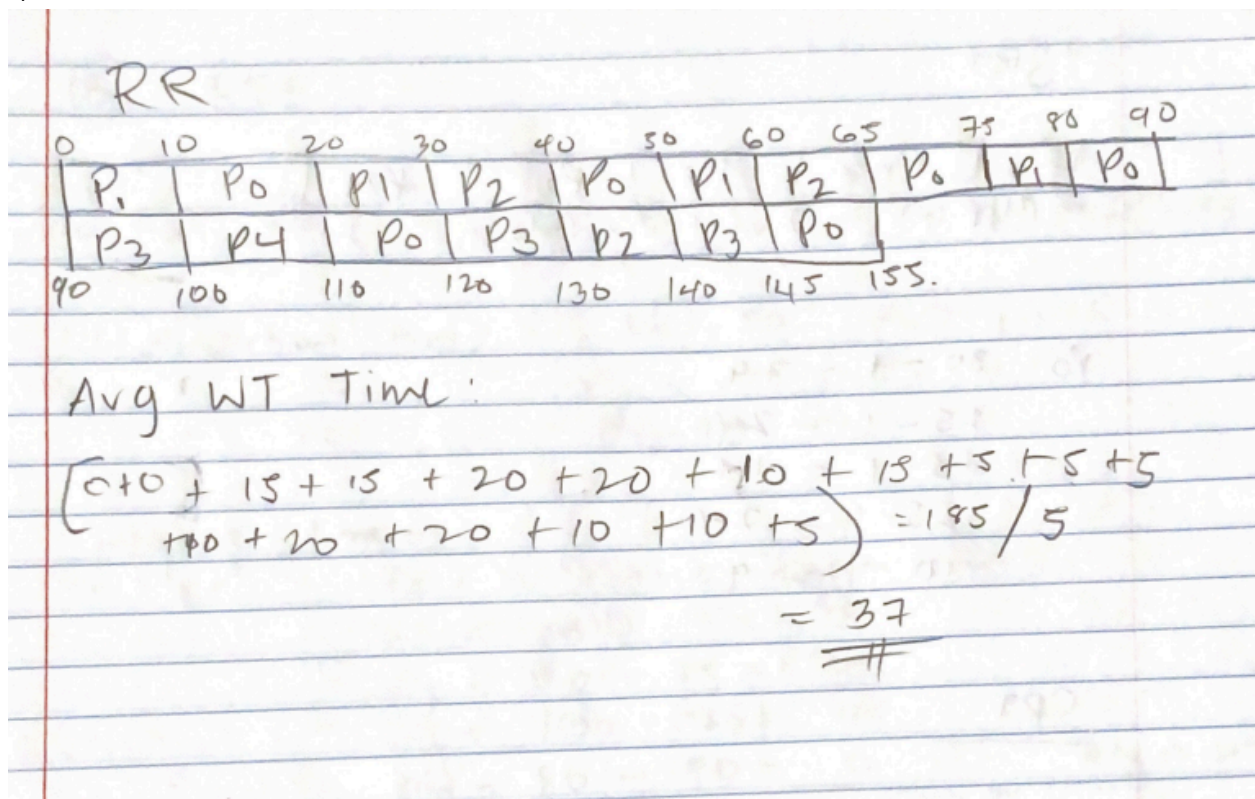 RR
0 10 20 30 40 50 60 65 75 80 90
P1 P0 P1 P2 P0 P1 P2 P0 P1 P0
P3 P4 P0 P3 P2 P3 P0
90 100 110 120 130 140 145 155.
Avg WT Time:
(0+0 + 15 + 15 + 20 + 20 + 10 + 15 + 5 + 5 + 5
+10 + 20 + 20 + 10 + 10 + 5) = 185 / 5
= 37